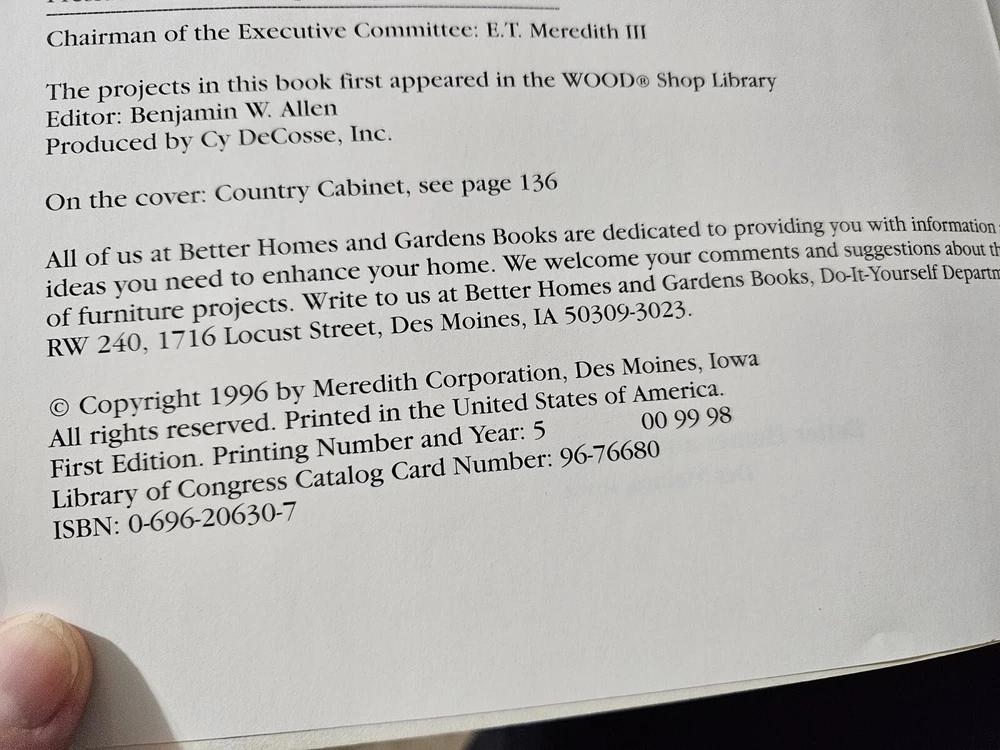 Chairman of the Executive Committee: E.T. Meredith III
The projects in this book first appeared in the WOOD® Shop Library
Editor: Benjamin W. Allen
Produced by Cy DeCosse, Inc.
On the cover: Country Cabinet, see page 136
All of us at Better Homes and Gardens Books are dedicated to providing you with information
ideas you need to enhance your home. We welcome your comments and suggestions about
of furniture projects. Write to us at Better Homes and Gardens Books, Do-It-Yourself
RW 240, 1716 Locust Street, Des Moines, IA 50309-3023.
© Copyright 1996 by Meredith Corporation, Des Moines, Iowa
All rights reserved. Printed in the United States of America.
First Edition. Printing Number and Year: 5 00 99 98
Library of Congress Catalog Card Number: 96-76680
ISBN: 0-696-20630-7